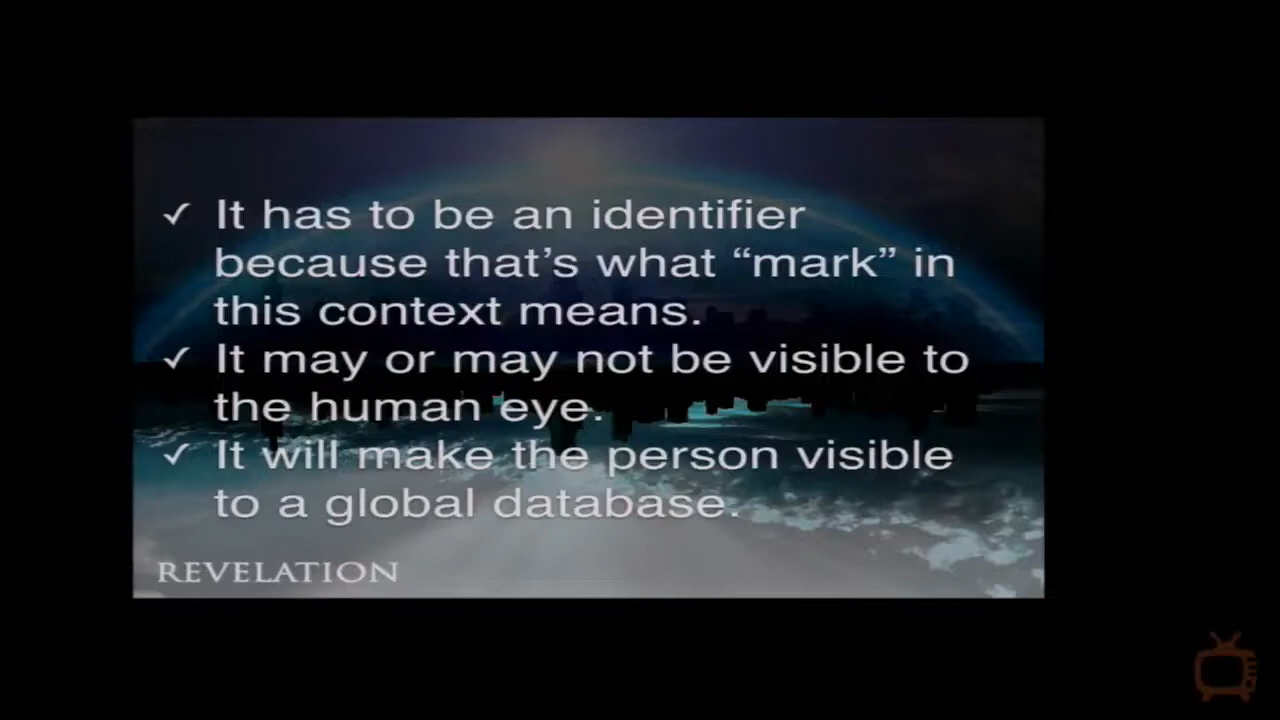 ✓ It has to be an identifier
because that's what “mark” in
this context means.
✓ It may or may not be visible to
the human eye.
✓ It will make the person visible
to a global database.
REVELATION